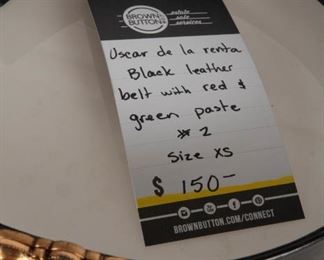 BROWN
BUTTON
estate
sale
services
Oscar de la renta
Black leather
belt with red &
green paste
# 2
Size XS
$ 150-
BROWNBUTTON.COM/CONNECT